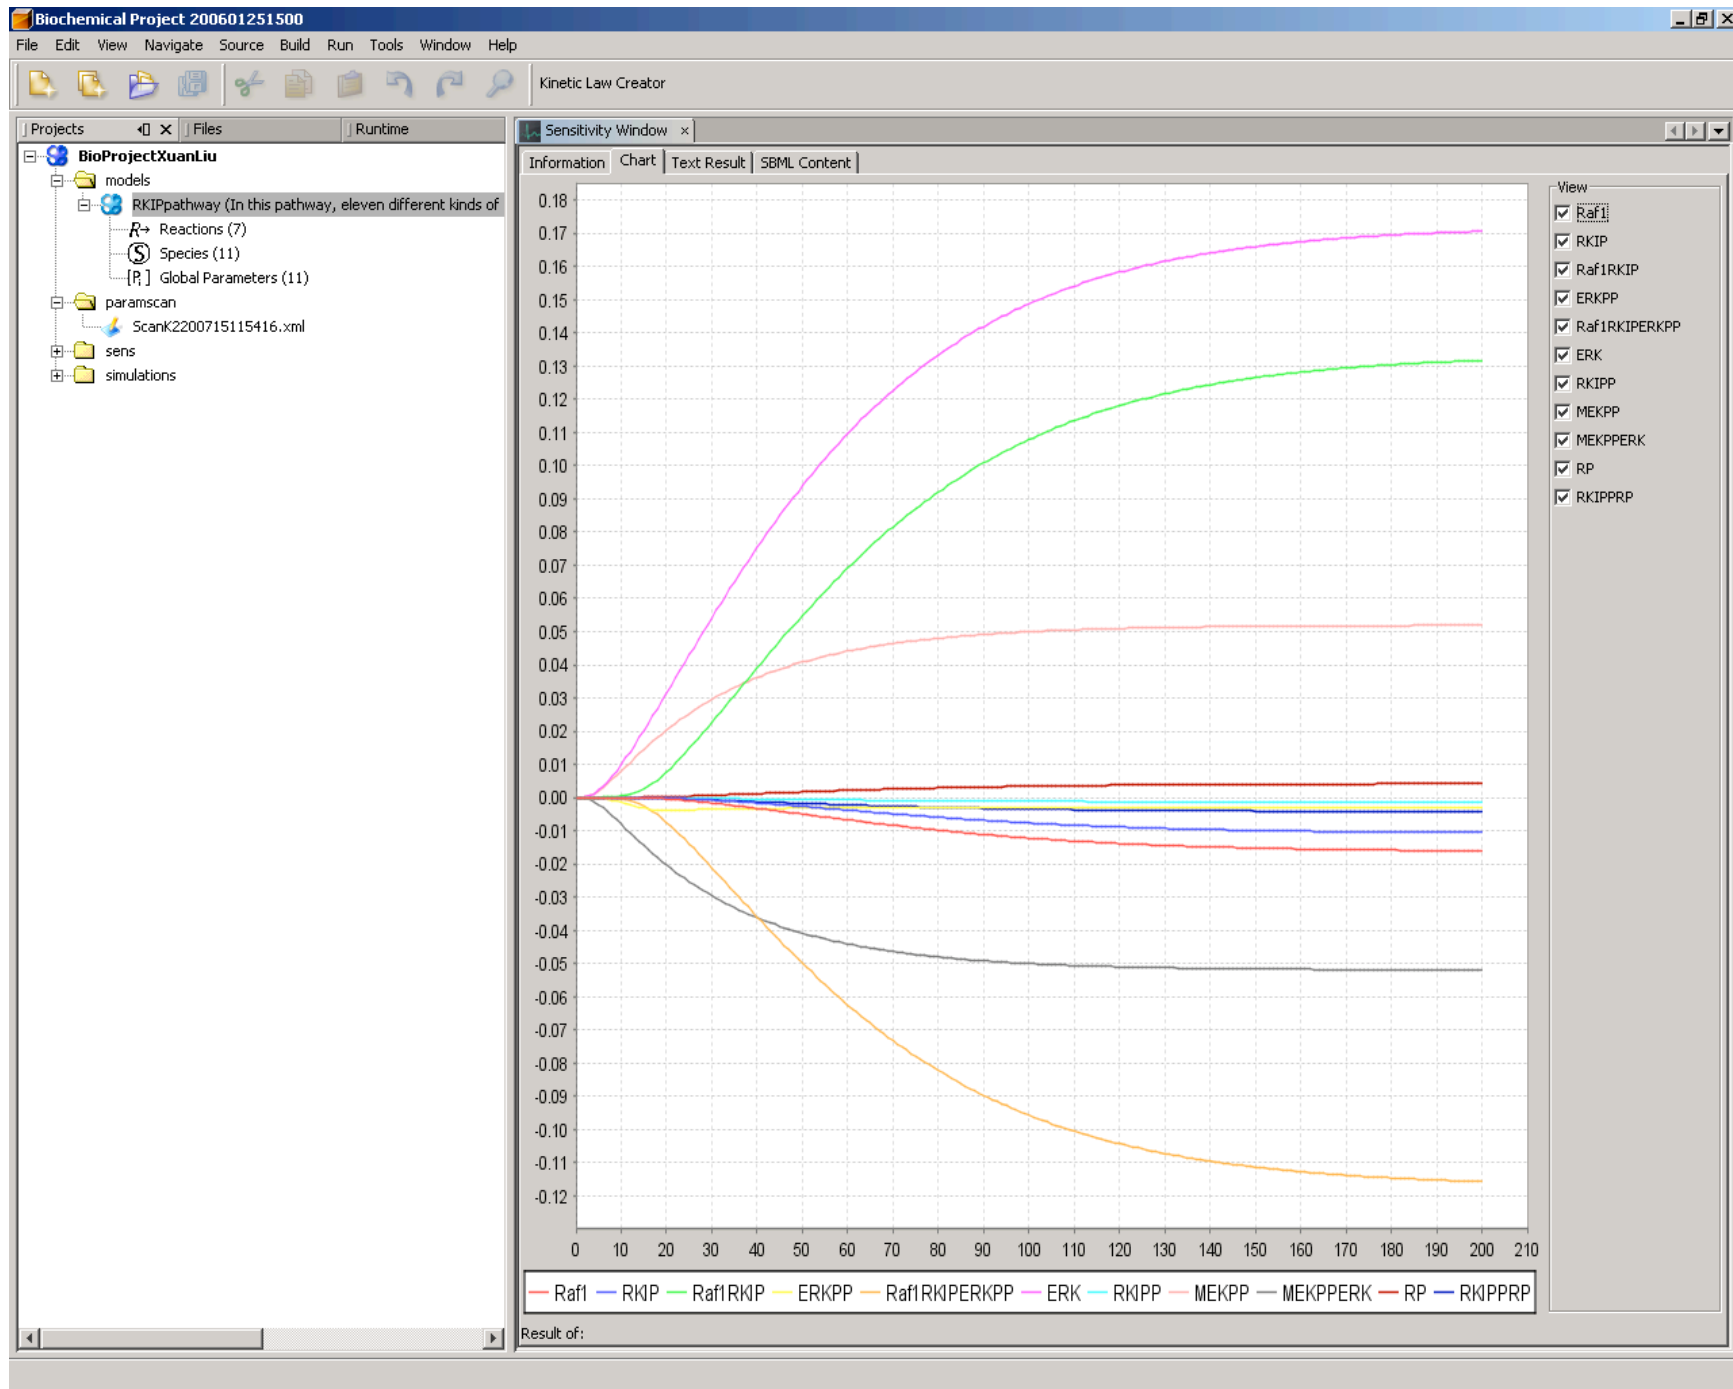 Biochemical Project 200601251500
File Edit View Navigate Source Build Run Tools Window Help
Kinetic Law Creator
Projects Files Runtime
BioProjectXuanLiu
models
RKIPpathway (In this pathway, eleven different kinds of
R→ Reactions (7)
S Species (11)
[P] Global Parameters (11)
paramscan
ScanK2200715115416.xml
sens
simulations
Sensitivity Window ×
Information Chart Text Result SBML Content
0.18
0.17
0.16
0.15
0.14
0.13
0.12
0.11
0.10
0.09
0.08
0.07
0.06
0.05
0.04
0.03
0.02
0.01
0.00
-0.01
-0.02
-0.03
-0.04
-0.05
-0.06
-0.07
-0.08
-0.09
-0.10
-0.11
-0.12
0 10 20 30 40 50 60 70 80 90 100 110 120 130 140 150 160 170 180 190 200 210
Raf1 RKIP Raf1RKIP ERKPP Raf1RKIPERKPP ERK RKIPP MEKPP MEKPPERK RP RKIPPRP
Result of:
View
Raf1
RKIP
Raf1RKIP
ERKPP
Raf1RKIPERKPP
ERK
RKIPP
MEKPP
MEKPPERK
RP
RKIPPRP